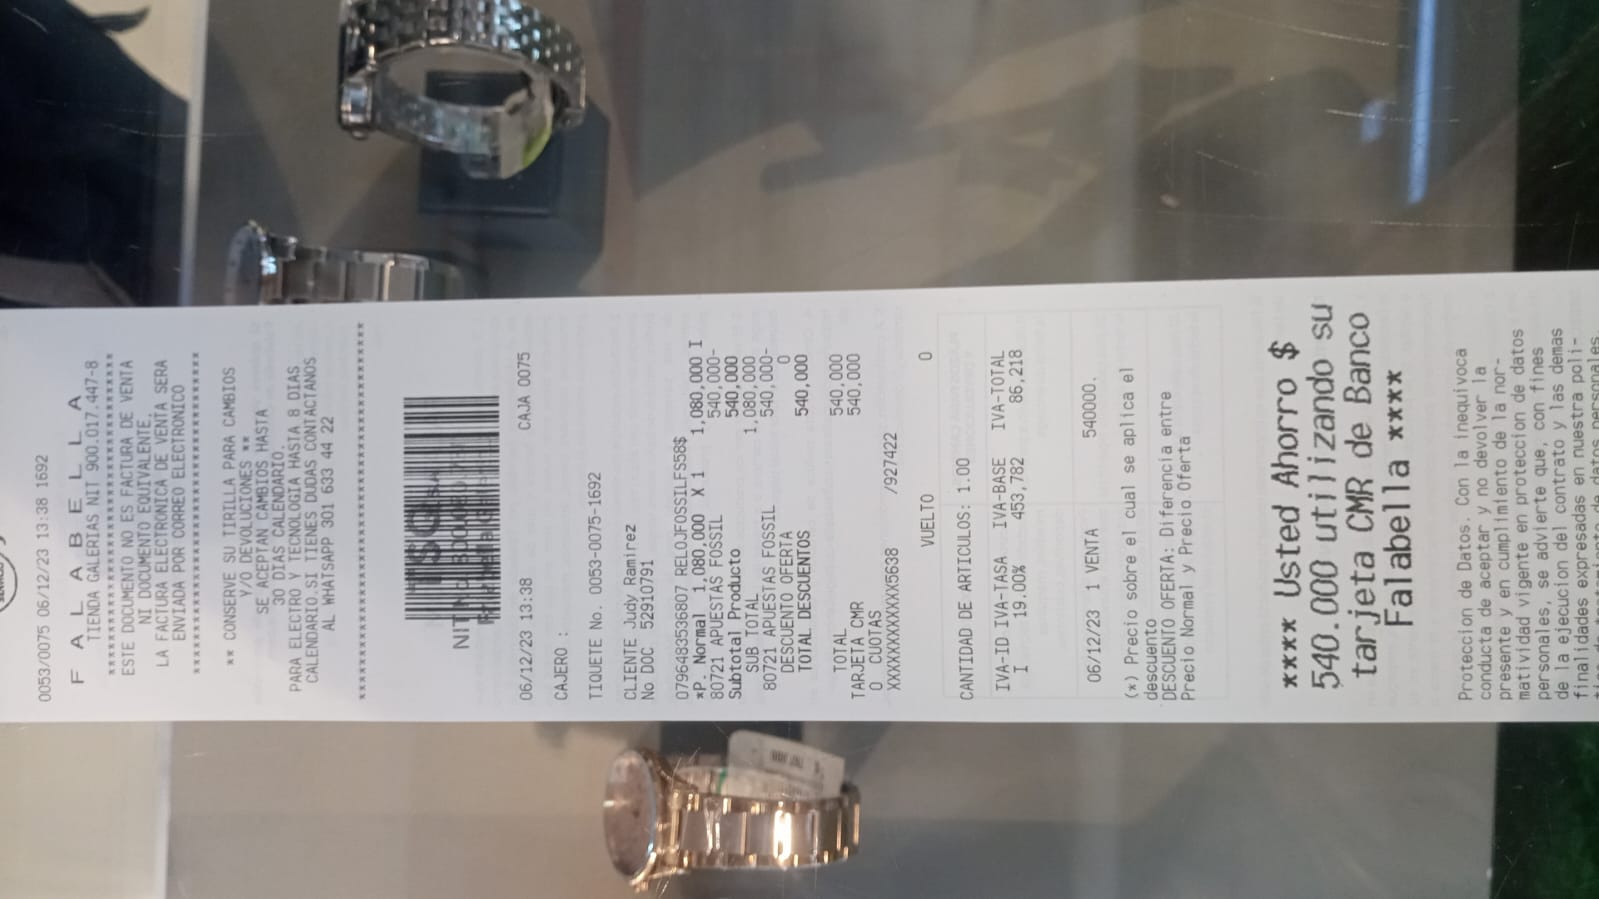 0053/0075 06/12/23 13:38 1692
F A L A B E L L A
TIENDA GALERIAS NIT 900.017.447-8
*********************************
ESTE DOCUMENTO NO ES FACTURA DE VENTA
NI DOCUMENTO EQUIVALENTE.
LA FACTURA ELECTRONICA DE VENTA SERA
ENVIADA POR CORREO ELECTRONICO
*********************************
** CONSERVE SU TIRILLA PARA CAMBIOS
Y/O DEVOLUCIONES **
SE ACEPTAN CAMBIOS HASTA
30 DIAS CALENDARIO.
PARA ELECTRO Y TECNOLOGIA HASTA 8 DIAS
CALENDARIO.SI TIENES DUDAS CONTACTANOS
AL WHATSAPP 301 633 44 22
***************************************
06/12/23 13:38 CAJA 0075
CAJERO :
TIQUETE No. 0053-0075-1692
CLIENTE Judy Ramirez
No DOC 52910791
0796483536807 RELOJFOSSILFS58$
*P. Normal 1,080,000 X 1 1,080,000 I
80721 APUESTAS FOSSIL 540,000-
Subtotal Producto 540,000
SUB TOTAL 1,080,000
80721 APUESTAS FOSSIL 540,000-
DESCUENTO OFERTA 0
TOTAL DESCUENTOS 540,000
TOTAL 540,000
TARJETA CMR 540,000
0 CUOTAS
XXXXXXXXXXXX5638 /927422
VUELTO 0
CANTIDAD DE ARTICULOS: 1.00
IVA-ID IVA-TASA IVA-BASE IVA-TOTAL
I 19.00% 453,782 86,218
06/12/23 1 VENTA 540000.
(*) Precio sobre el cual se aplica el
descuento
DESCUENTO OFERTA: Diferencia entre
Precio Normal y Precio Oferta
**** Usted Ahorro $
540.000 utilizando su
tarjeta CMR de Banco
Falabella ****
Proteccion de Datos. Con la inequivoca
conducta de aceptar y no devolver la
presente y en cumplimiento de la nor-
matividad vigente en proteccion de datos
personales, se advierte que, con fines
de la ejecucion del contrato y las demas
finalidades expresadas en nuestra poli-
datos personales